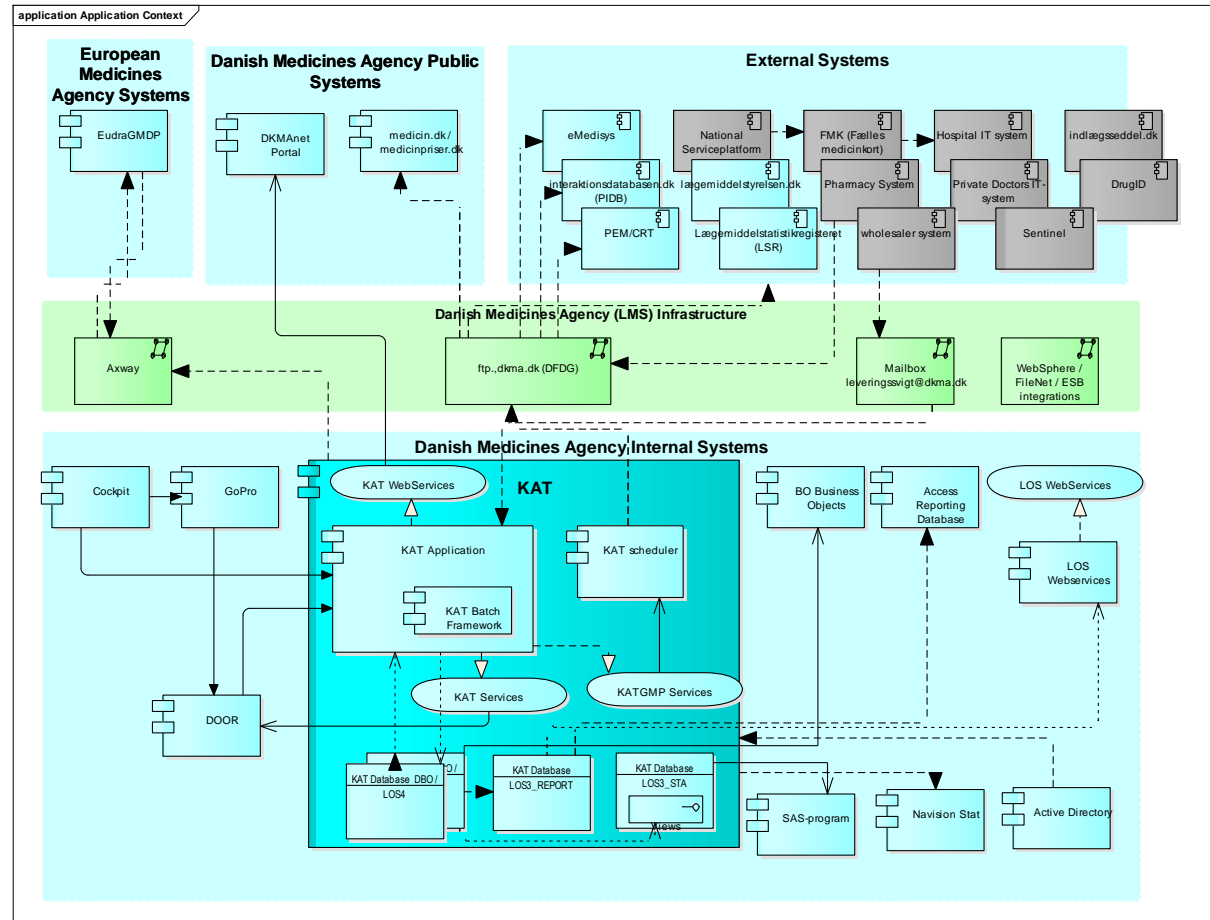 application Application Context
European
Medicines
Agency Systems
EudraGMDP
Danish Medicines Agency Public
Systems
DKMAnet
Portal
medicin.dk /
medicinpriser.dk
External Systems
eMedisys
National
Serviceplatform
FMK (Fælles
medicinkort)
Hospital IT system
indlægsseddel.dk
interaktionsdatabasen.dk
(PIDB)
lægemiddelstyrelsen.dk
Pharmacy System
Private Doctors IT-
system
DrugID
PEM/CRT
Lægemiddelstatistikregisteret
(LSR)
wholesaler system
Sentinel
Danish Medicines Agency (LMS) Infrastructure
Axway
ftp.,dkma.dk (DFDG)
Mailbox
leveringssvigt@dkma.dk
WebSphere /
FileNet / ESB
integrations
Danish Medicines Agency Internal Systems
Cockpit
GoPro
KAT WebServices
KAT
BO Business
Objects
Access
Reporting
Database
LOS WebServices
KAT Application
KAT scheduler
LOS
Webservices
KAT Batch
Framework
KAT Services
KATGMP Services
DOOR
KAT Database DBO /
LOS4
O /
KAT Database
LOS3_REPORT
KAT Database
LOS3_STA
Views
SAS-program
Navision Stat
Active Directory